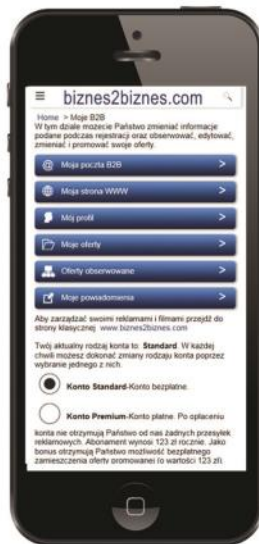 biznes2biznes.com
Home > Moje B2B
W tym dziale możecie Państwo zmieniać informacje
podane podczas rejestracji oraz obserwować, edytować,
zmieniać i promować swoje oferty.
@ Moja poczta B2B >
Moja strona WWW >
Mój profil >
Moje oferty >
Oferty obserwowane >
Moje powiadomienia >
Aby zarządzać swoimi reklamami i filmami przejdź do
strony klasycznej www.biznes2biznes.com
Twój aktualny rodzaj konta to: Standard. W każdej
chwili możesz dokonać zmiany rodzaju konta poprzez
wybranie jednego z nich.
Konto Standard-Konto bezpłatne.
Konto Premium-Konto płatne. Po opłaceniu
konta nie otrzymują Państwo od nas żadnych przesyłek
reklamowych. Abonament wynosi 123 zł rocznie. Jako
bonus otrzymują Państwo możliwość bezpłatnego
zamieszczenia oferty promowanej (o wartości 123 zł).